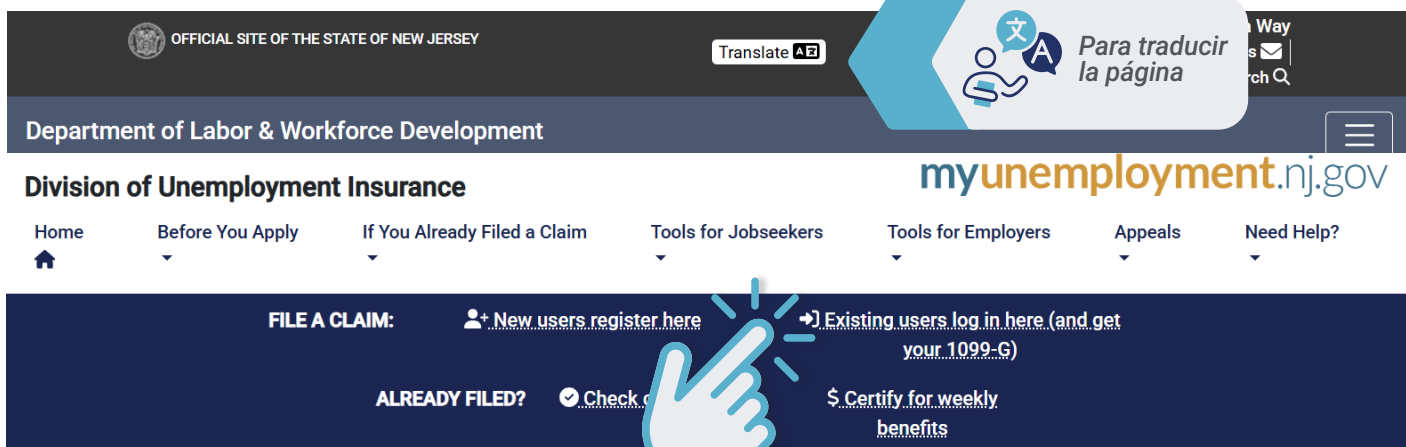 OFFICIAL SITE OF THE STATE OF NEW JERSEY
Translate
Para traducir
la página
Way
Department of Labor & Workforce Development
Division of Unemployment Insurance
myunemployment.nj.gov
Home
Before You Apply
If You Already Filed a Claim
Tools for Jobseekers
Tools for Employers
Appeals
Need Help?
FILE A CLAIM:
New users register here
Existing users log in here (and get
your 1099-G)
ALREADY FILED?
Check
$ Certify for weekly
benefits